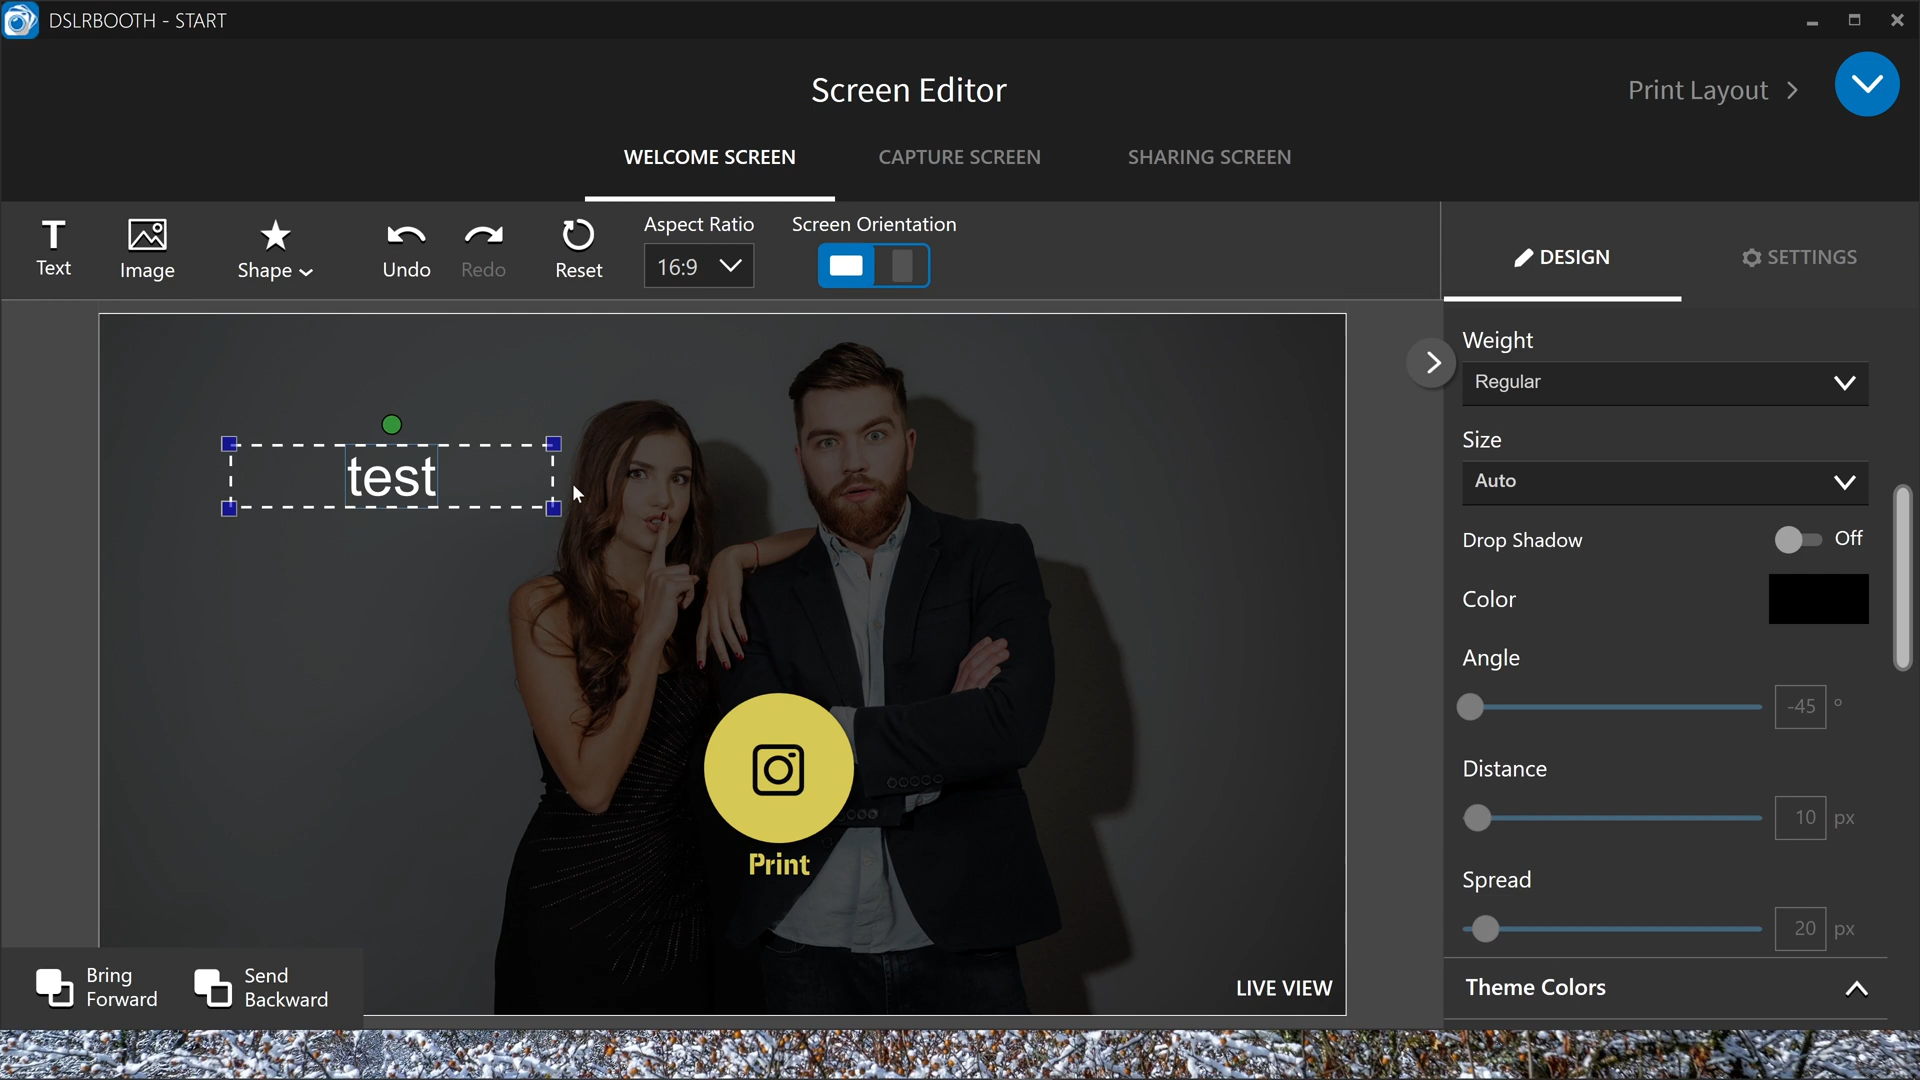 DSLRBOOTH - START
Screen Editor
Print Layout
WELCOME SCREEN
CAPTURE SCREEN
SHARING SCREEN
Text
Image
Shape
Undo
Redo
Reset
Aspect Ratio
16:9
Screen Orientation
DESIGN
SETTINGS
test
Print
LIVE VIEW
Bring
Forward
Send
Backward
Weight
Regular
Size
Auto
Drop Shadow
Off
Color
Angle
-45 °
Distance
10 px
Spread
20 px
Theme Colors